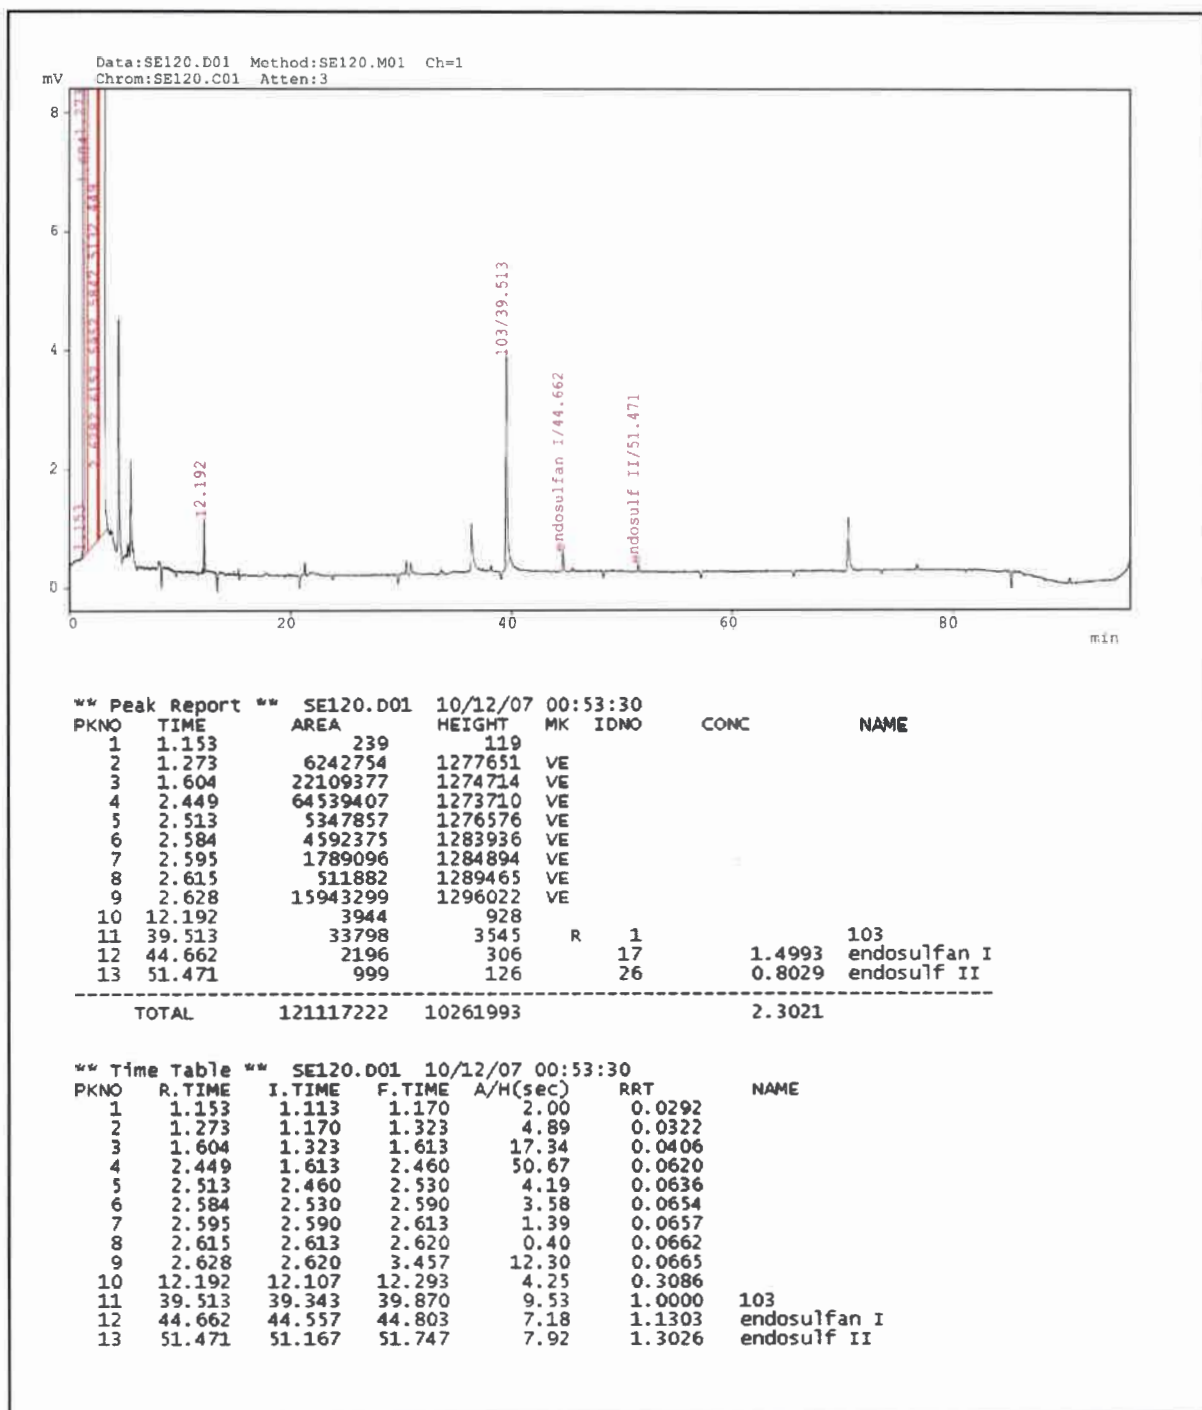 Data:SE120.D01 Method:SE120.M01 Ch=1
mV Chrom:SE120.C01 Atten:3
8
6
4
2
0
1.153
12.192
103/39.513
endosulfan I/44.662
endosulf II/51.471
0 20 40 60 80
min
** Peak Report ** SE120.D01 10/12/07 00:53:30
PKNO TIME AREA HEIGHT MK IDNO CONC NAME
1 1.153 239 119
2 1.273 6242754 1277651 VE
3 1.604 22109377 1274714 VE
4 2.449 64539407 1273710 VE
5 2.513 5347857 1276576 VE
6 2.584 4592375 1283936 VE
7 2.595 1789096 1284894 VE
8 2.615 511882 1289465 VE
9 2.628 15943299 1296022 VE
10 12.192 3944 928
11 39.513 33798 3545 R 1 103
12 44.662 2196 306 17 1.4993 endosulfan I
13 51.471 999 126 26 0.8029 endosulf II
TOTAL 121117222 10261993 2.3021
** Time Table ** SE120.D01 10/12/07 00:53:30
PKNO R.TIME I.TIME F.TIME A/H(sec) RRT NAME
1 1.153 1.113 1.170 2.00 0.0292
2 1.273 1.170 1.323 4.89 0.0322
3 1.604 1.323 1.613 17.34 0.0406
4 2.449 1.613 2.460 50.67 0.0620
5 2.513 2.460 2.530 4.19 0.0636
6 2.584 2.530 2.590 3.58 0.0654
7 2.595 2.590 2.613 1.39 0.0657
8 2.615 2.613 2.620 0.40 0.0662
9 2.628 2.620 3.457 12.30 0.0665
10 12.192 12.107 12.293 4.25 0.3086
11 39.513 39.343 39.870 9.53 1.0000 103
12 44.662 44.557 44.803 7.18 1.1303 endosulfan I
13 51.471 51.167 51.747 7.92 1.3026 endosulf II